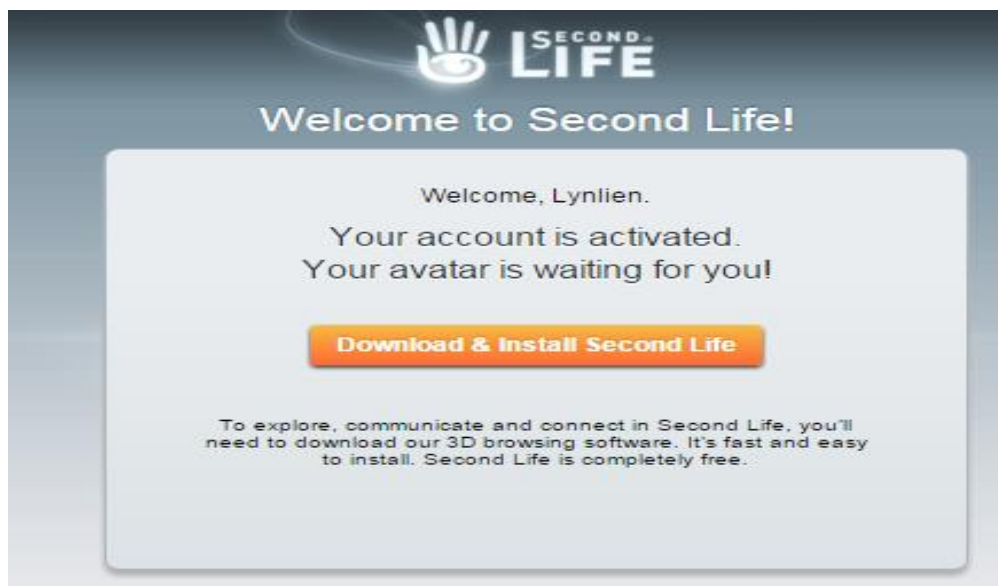 SECOND
LIFE
Welcome to Second Life!
Welcome, Lynlien.
Your account is activated.
Your avatar is waiting for you!
Download & Install Second Life
To explore, communicate and connect in Second Life, you'll
need to download our 3D browsing software. It's fast and easy
to install. Second Life is completely free.